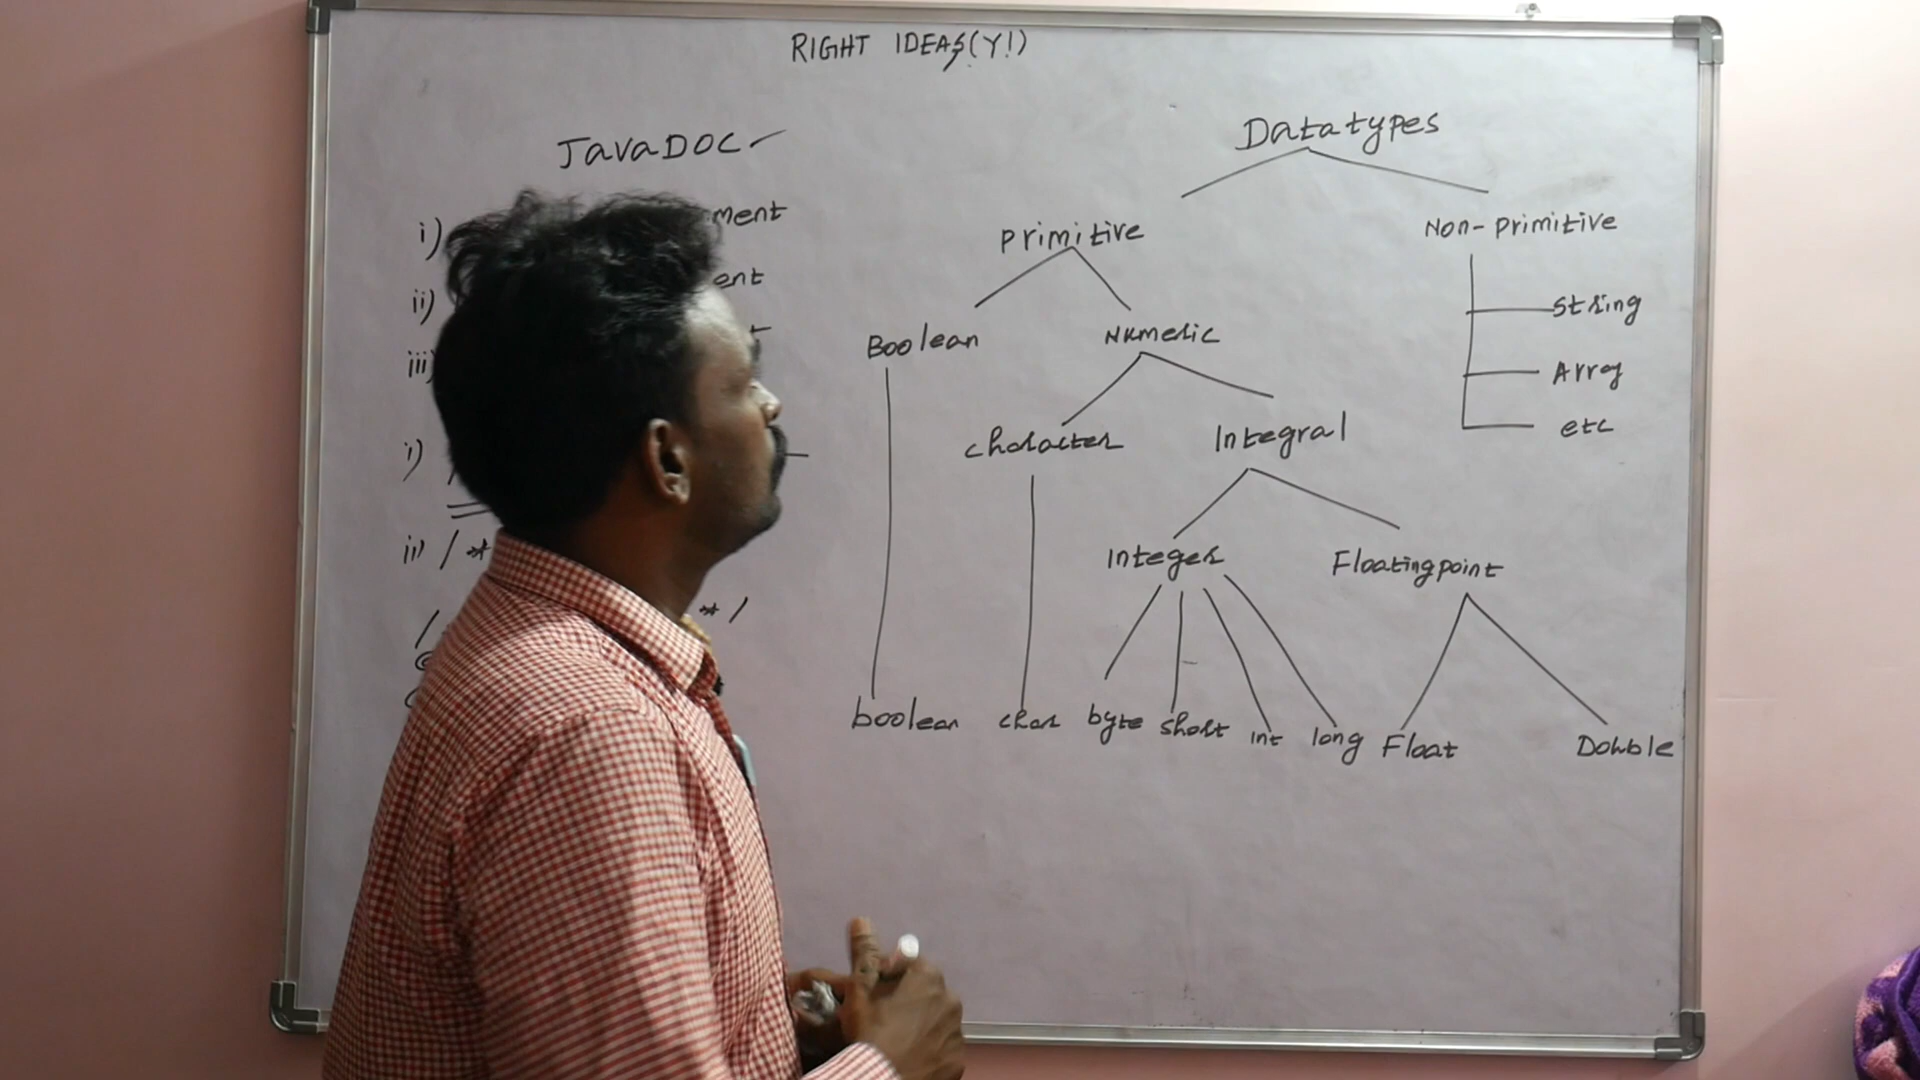 RIGHT IDEAS(Y!)
JavaDOC
i) ment
ii) ent
iii)
i)
ii) / *
* /
/
Datatypes
Primitive
Non-primitive
String
Array
etc
Boolean
Numeric
character
Integral
Integer
Floatingpoint
boolean
char
byte
short
int
long
Float
Double